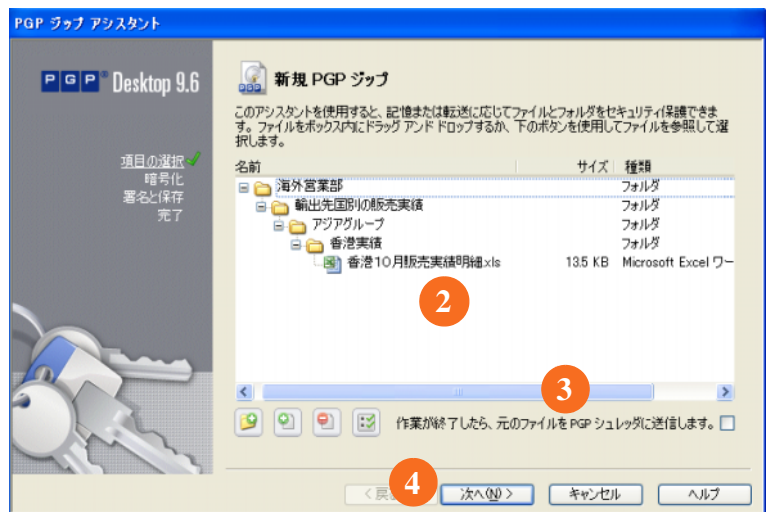 PGP ジップ アシスタント
PGP® Desktop 9.6
項目の選択
暗号化
署名と保存
完了
新規 PGP ジップ
このアシスタントを使用すると、記憶または転送に応じてファイルとフォルダをセキュリティ保護できま
す。ファイルをボックス内にドラッグ アンド ドロップするか、下のボタンを使用してファイルを参照して選
択します。
名前 サイズ 種類
海外営業部 フォルダ
輸出先国別の販売実績 フォルダ
アジアグループ フォルダ
香港実績 フォルダ
香港10月販売実績明細.xls 13.5 KB Microsoft Excel ワー
2
3
作業が終了したら、元のファイルを PGP シュレッダに送信します。
4
< 戻
次へ(N) >
キャンセル
ヘルプ